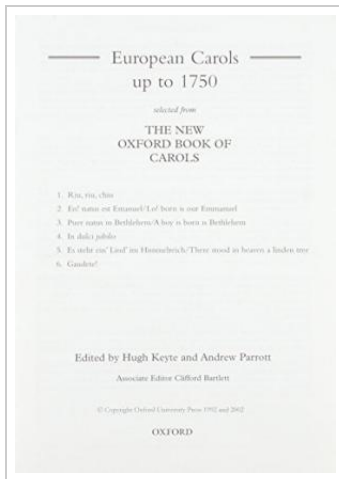 European Carols
up to 1750
selected from
THE NEW
OXFORD BOOK OF
CAROLS
1. Riu, riu, chiu
2. En! natus est Emanuel/Lo! born is our Emmanuel
3. Puer natus in Bethlehem/A boy is born in Bethlehem
4. In dulci jubilo
5. Es steht ein' Lind' im Himmelreich/There stood in heaven a linden tree
6. Gaudete!
Edited by Hugh Keyte and Andrew Parrott
Associate Editor Clifford Bartlett
© Copyright Oxford University Press 1992 and 2002
OXFORD